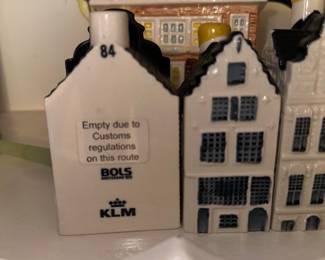 84
Empty due to
Customs
regulations
on this route
BOLS
KLM